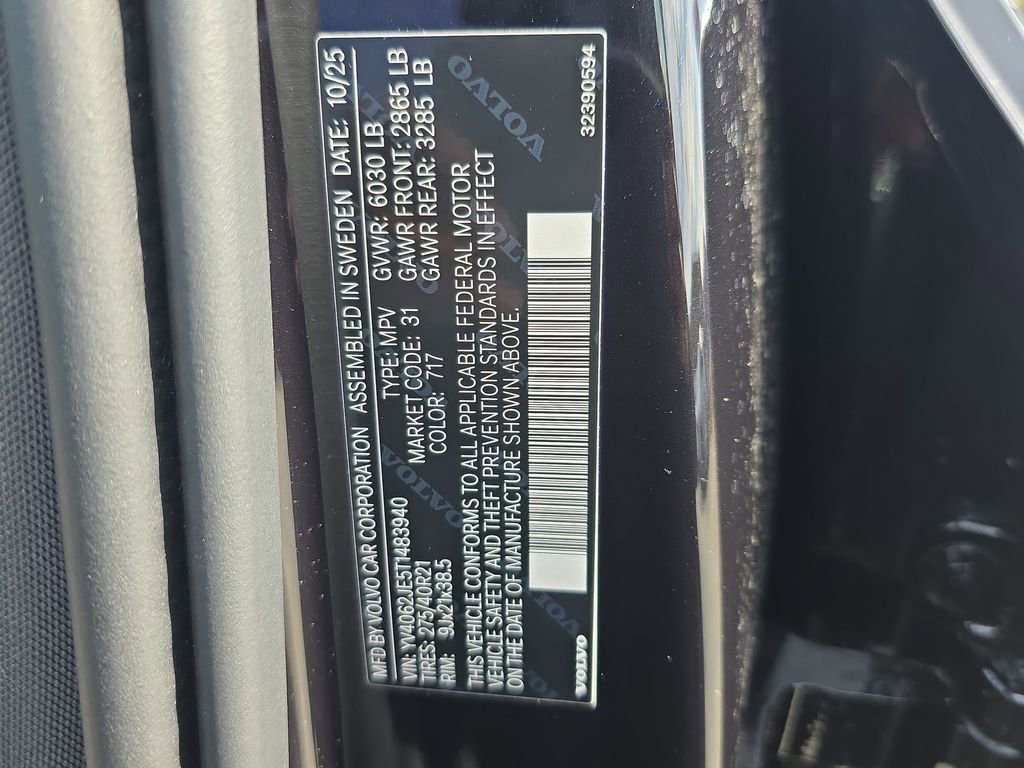 MFD BY VOLVO CAR CORPORATION ASSEMBLED IN SWEDEN DATE: 10/25
VIN: YV4062JE5T1483940 TYPE: MPV GVWR: 6030 LB
TIRES: 275/40R21 MARKET CODE: 31 GAWR FRONT: 2865 LB
RIM: 9Jx21x38.5 COLOR: 717 GAWR REAR: 3285 LB
THIS VEHICLE CONFORMS TO ALL APPLICABLE FEDERAL MOTOR
VEHICLE SAFETY AND THEFT PREVENTION STANDARDS IN EFFECT
ON THE DATE OF MANUFACTURE SHOWN ABOVE.
VOLVO 32390594